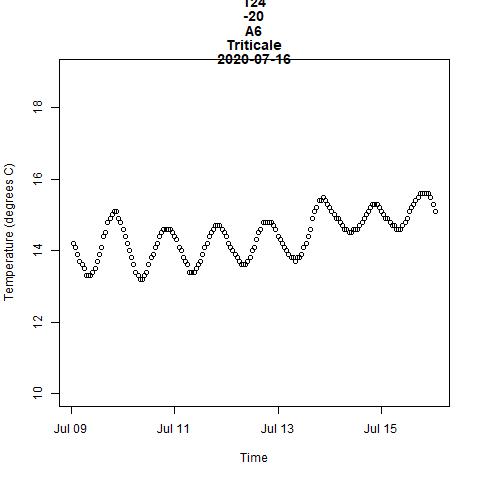 124
-20
A6
Triticale
2020-07-16
Temperature (degrees C)
18
16
14
12
10
Jul 09
Jul 11
Jul 13
Jul 15
Time